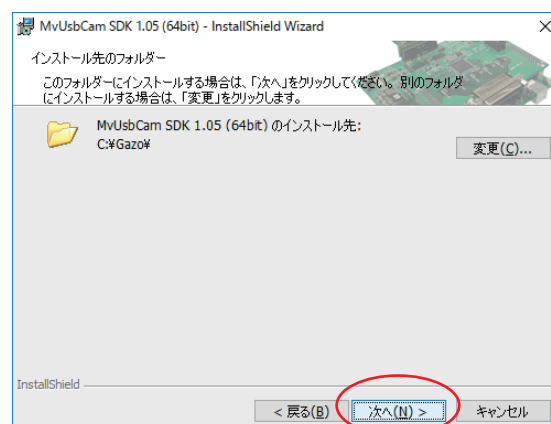 MvUsbCam SDK 1.05 (64bit) - InstallShield Wizard
インストール先のフォルダー
このフォルダーにインストールする場合は、「次へ」をクリックしてください。別のフォルダ
にインストールする場合は、「変更」をクリックします。
MvUsbCam SDK 1.05 (64bit) のインストール先:
C:¥Gazo¥
変更(C)...
InstallShield
< 戻る(B)
次へ(N) >
キャンセル